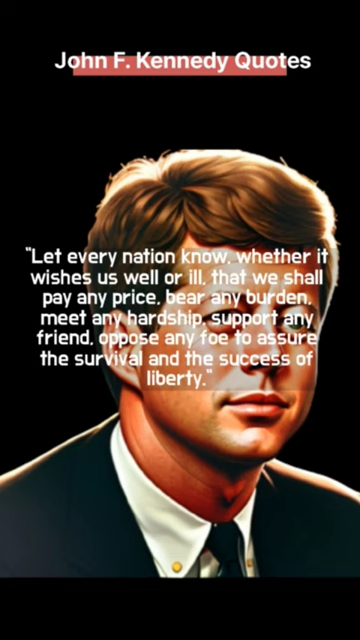 John F. Kennedy Quotes
"Let every nation know, whether it
wishes us well or ill, that we shall
pay any price, bear any burden,
meet any hardship, support any
friend, oppose any foe to assure
the survival and the success of
liberty."